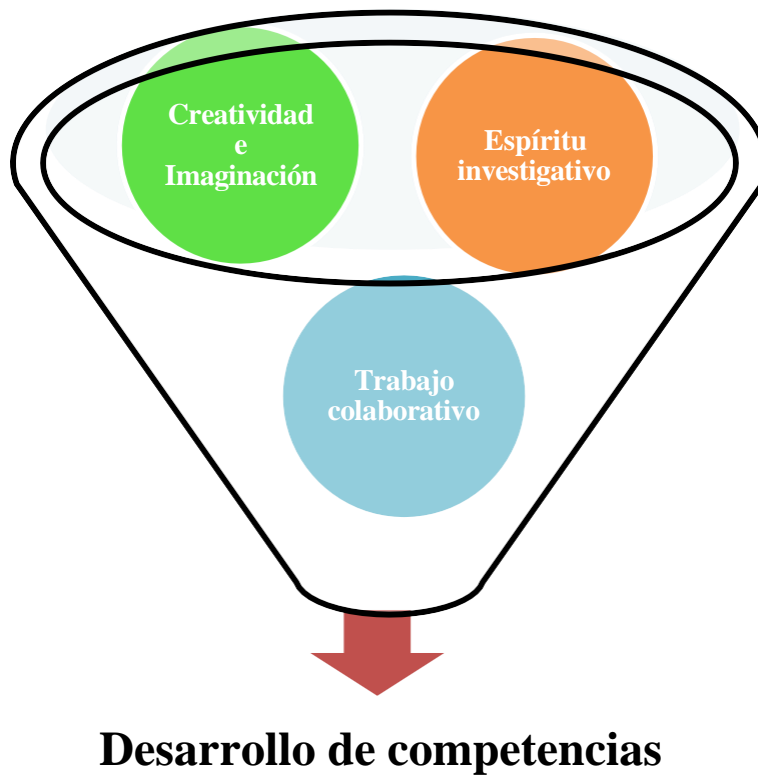 Creatividad
e
Imaginación
Espíritu
investigativo
Trabajo
colaborativo
Desarrollo de competencias